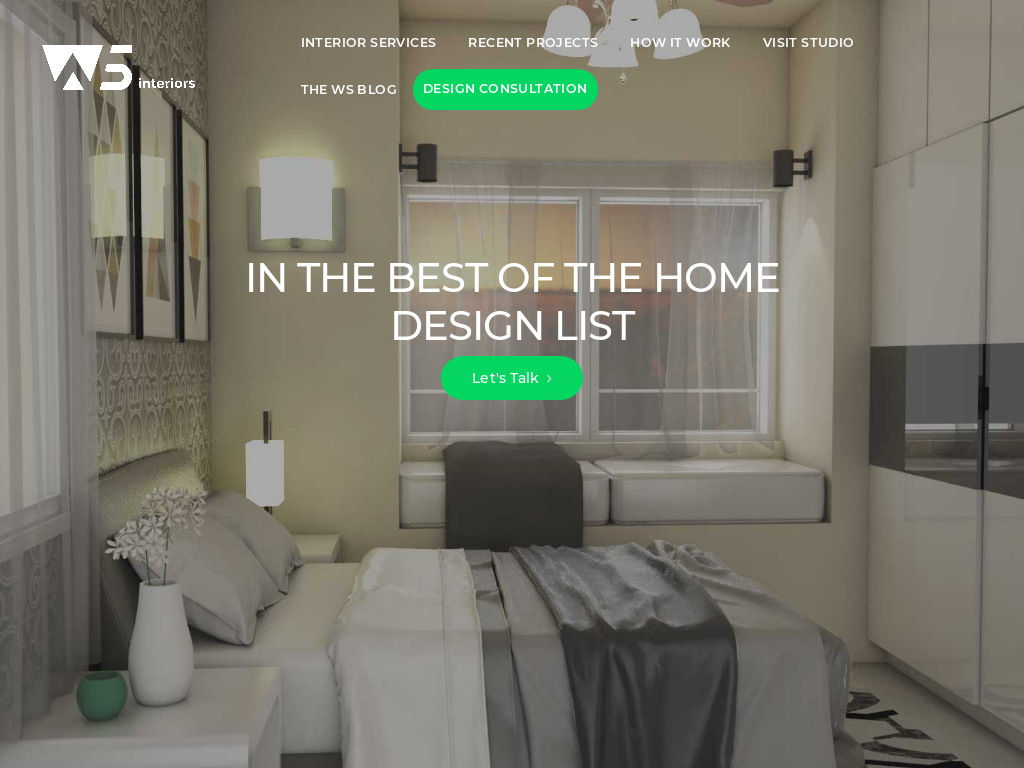 INTERIOR SERVICES RECENT PROJECTS HOW IT WORK VISIT STUDIO
WS interiors
THE WS BLOG DESIGN CONSULTATION
IN THE BEST OF THE HOME
DESIGN LIST
Let's Talk >